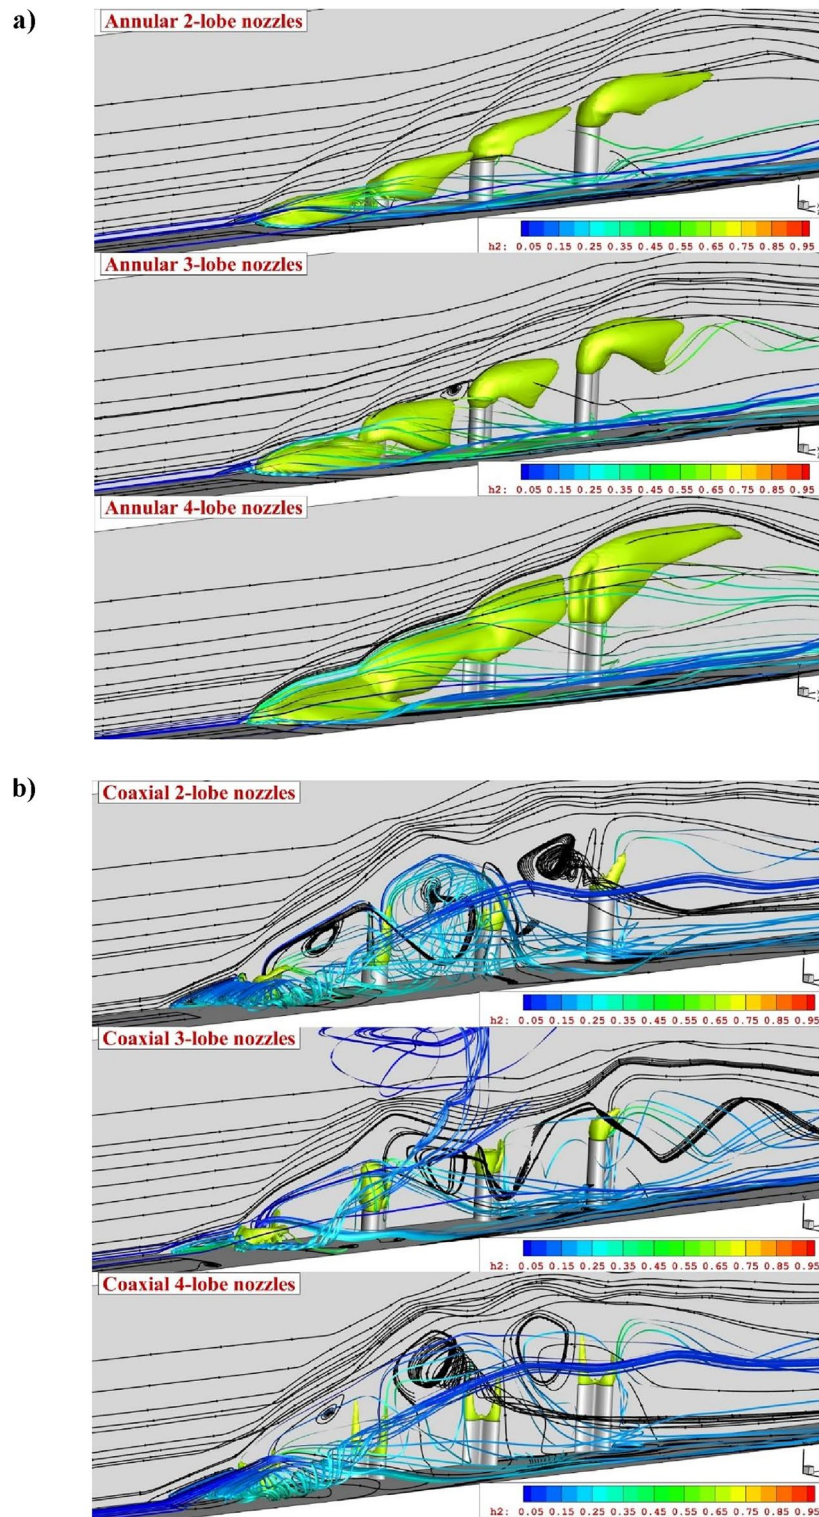 a)
Annular 2-lobe nozzles
h2: 0.05 0.15 0.25 0.35 0.45 0.55 0.65 0.75 0.85 0.95
Annular 3-lobe nozzles
h2: 0.05 0.15 0.25 0.35 0.45 0.55 0.65 0.75 0.85 0.95
Annular 4-lobe nozzles
b)
Coaxial 2-lobe nozzles
h2: 0.05 0.15 0.25 0.35 0.45 0.55 0.65 0.75 0.85 0.95
Coaxial 3-lobe nozzles
h2: 0.05 0.15 0.25 0.35 0.45 0.55 0.65 0.75 0.85 0.95
Coaxial 4-lobe nozzles
h2: 0.05 0.15 0.25 0.35 0.45 0.55 0.65 0.75 0.85 0.95